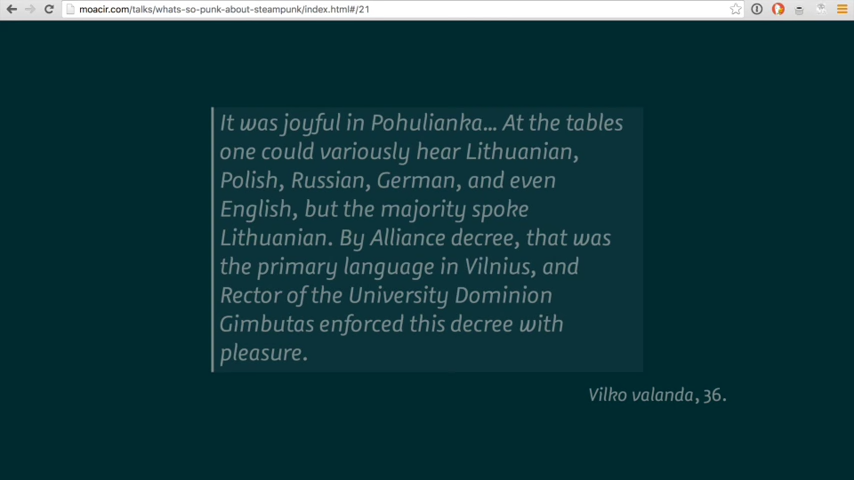 moacir.com/talks/whats-so-punk-about-steampunk/index.html#/21
It was joyful in Pohulianka... At the tables
one could variously hear Lithuanian,
Polish, Russian, German, and even
English, but the majority spoke
Lithuanian. By Alliance decree, that was
the primary language in Vilnius, and
Rector of the University Dominion
Gimbutas enforced this decree with
pleasure.
Vilko valanda, 36.